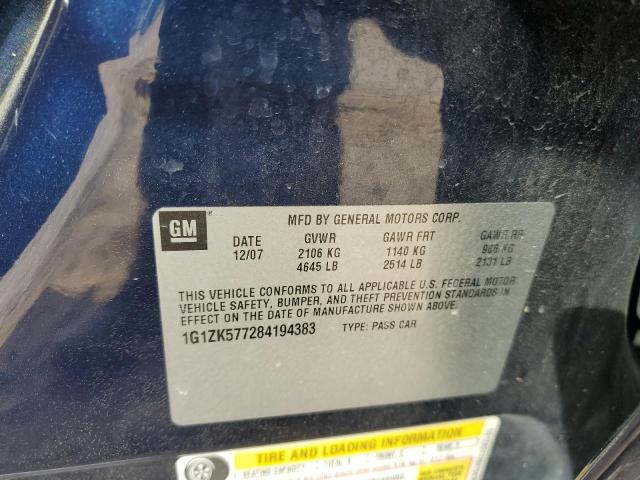 GM
MFD BY GENERAL MOTORS CORP.
DATE GVWR GAWR FRT GAWR RR
12/07 2106 KG 1140 KG 966 KG
4645 LB 2514 LB 2131 LB
THIS VEHICLE CONFORMS TO ALL APPLICABLE U.S. FEDERAL MOTOR
VEHICLE SAFETY, BUMPER, AND THEFT PREVENTION STANDARDS IN
EFFECT ON THE DATE OF MANUFACTURE SHOWN ABOVE.
1G1ZK577284194383 TYPE: PASS CAR
TIRE AND LOADING INFORMATION
SEATING CAPACITY